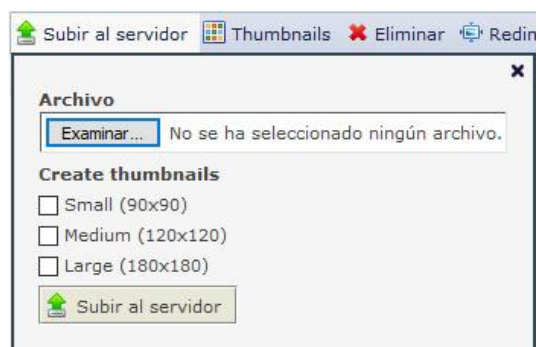 Subir al servidor Thumbnails Eliminar Redin
Archivo
Examinar... No se ha seleccionado ningún archivo.
Create thumbnails
Small (90x90)
Medium (120x120)
Large (180x180)
Subir al servidor